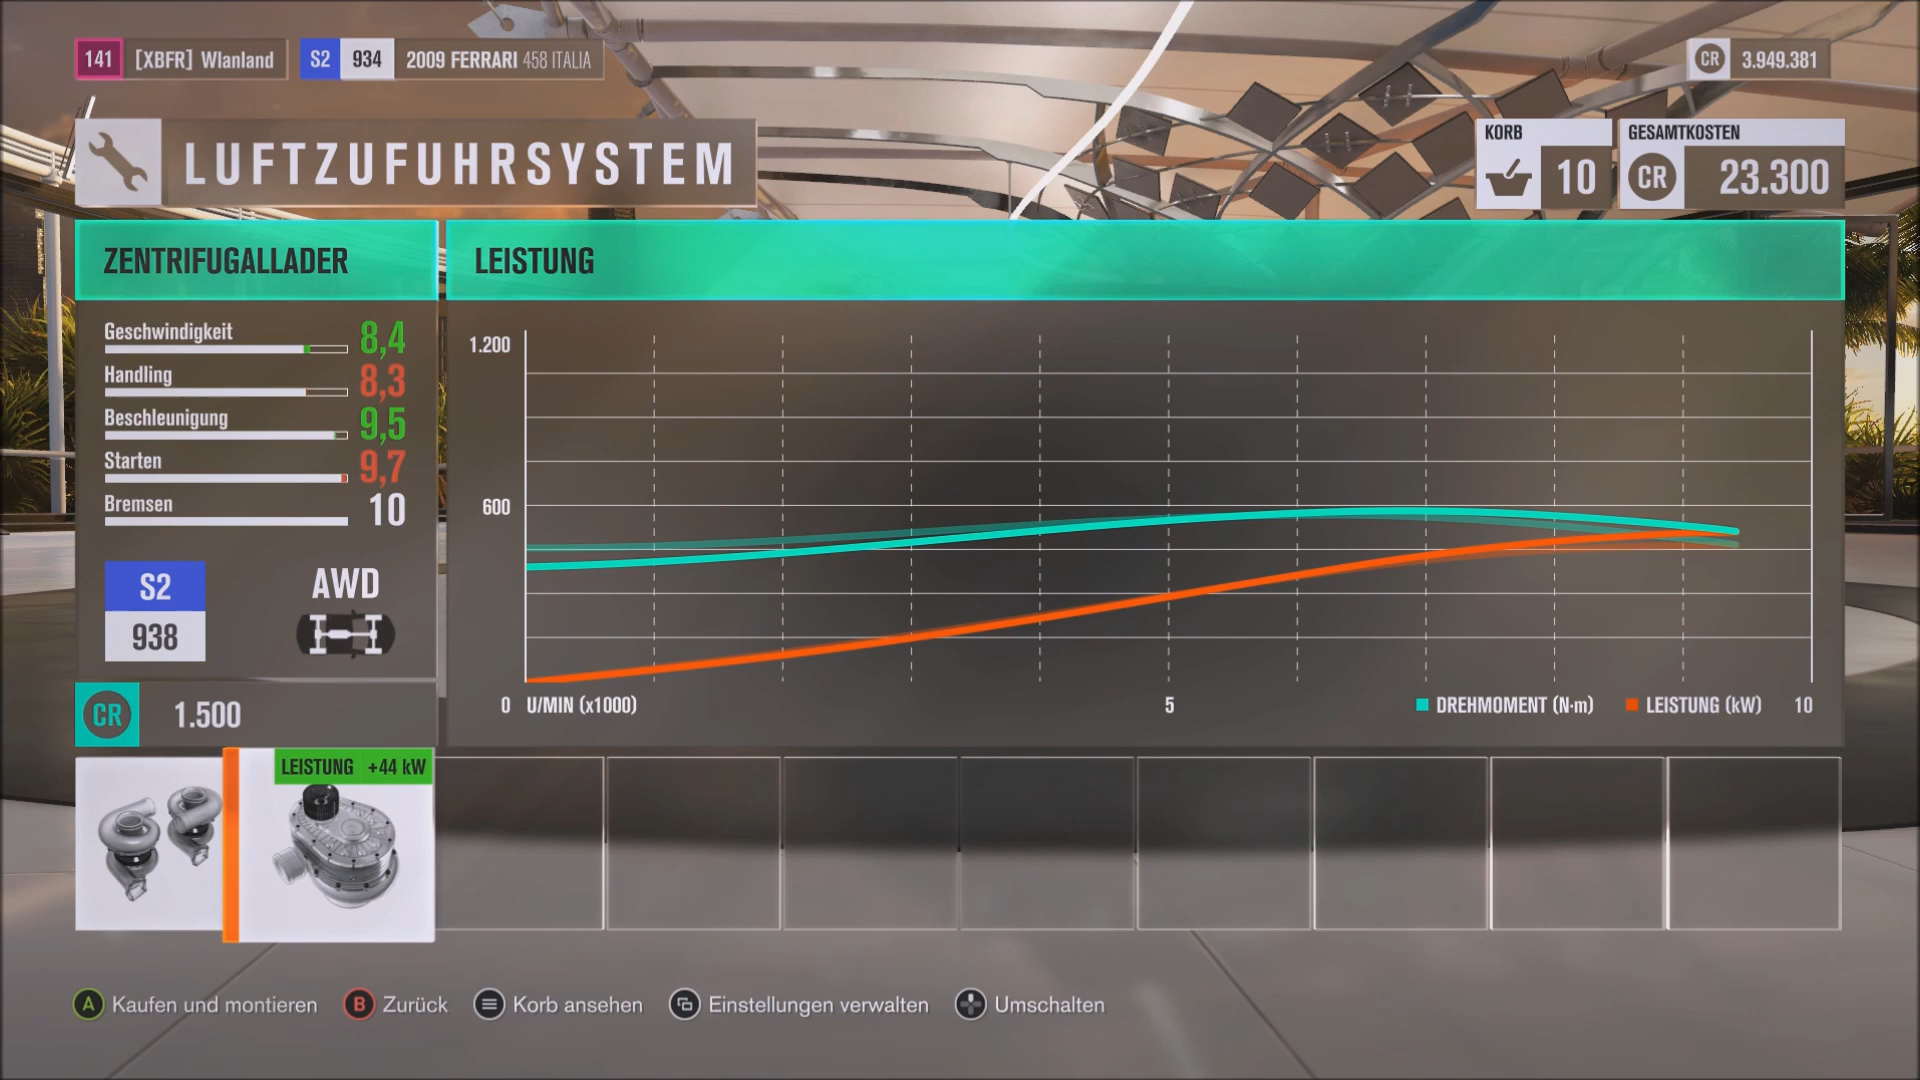 141 [XBFR] Wlanland S2 934 2009 FERRARI 458 ITALIA CR 3.949.381
LUFTZUFUHRSYSTEM
KORB GESAMTKOSTEN
10 CR 23.300
ZENTRIFUGALLADER LEISTUNG
Geschwindigkeit 8,4
Handling 8,3
Beschleunigung 9,5
Starten 9,7
Bremsen 10
S2 AWD
938
CR 1.500
1.200
600
0 U/MIN (x1000) 5 DREHMOMENT (N·m) LEISTUNG (kW) 10
LEISTUNG +44 kW
A Kaufen und montieren B Zurück Korb ansehen Einstellungen verwalten Umschalten